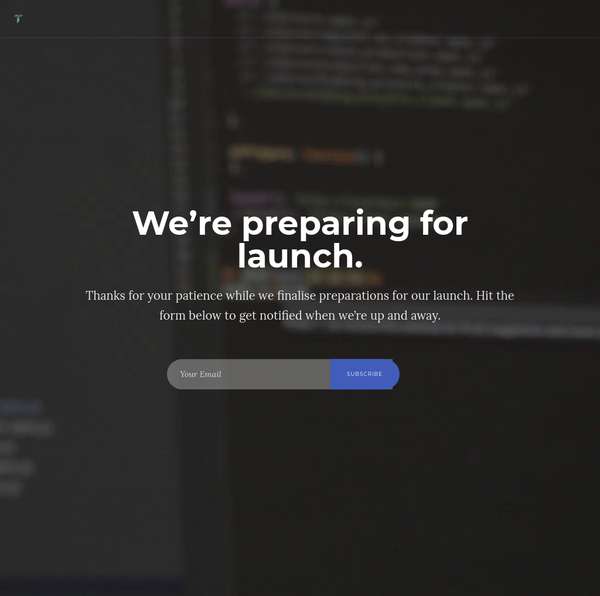 We’re preparing for
launch.
Thanks for your patience while we finalise preparations for our launch. Hit the
form below to get notified when we’re up and away.
Your Email
SUBSCRIBE